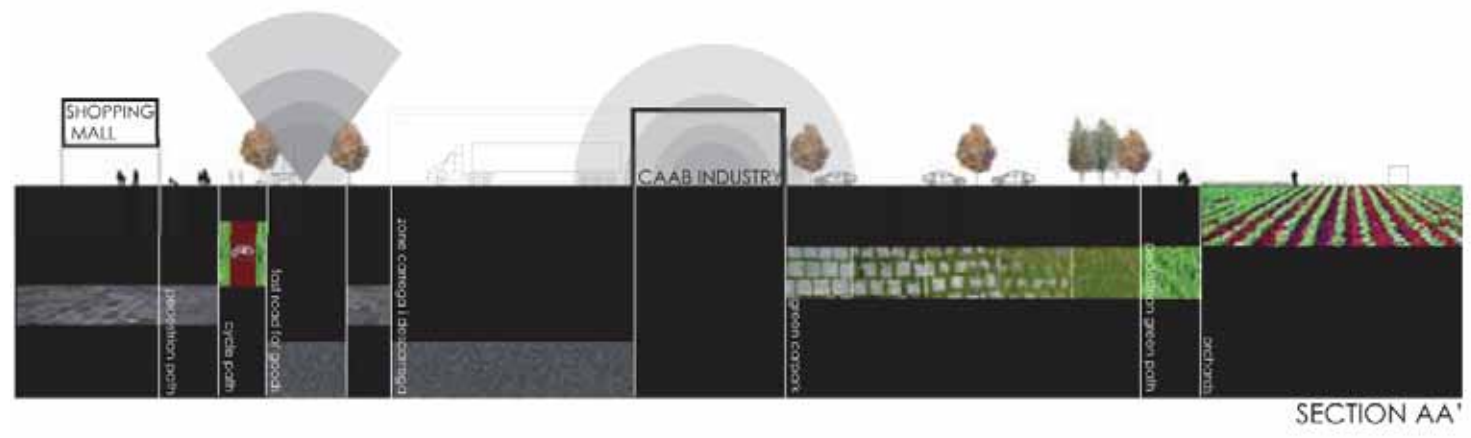 SHOPPING
MALL
CAAB INDUSTRY
pedestrian path
cycle path
fast road for goods
zone carrega i descarrega
green carpark
pedestrian green path
orchards
SECTION AA'